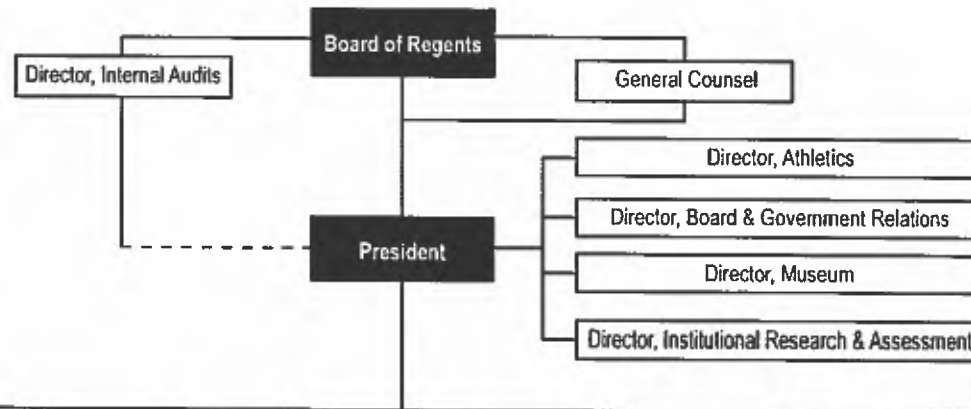 Board of Regents
Director, Internal Audits
General Counsel
Director, Athletics
Director, Board & Government Relations
President
Director, Museum
Director, Institutional Research & Assessment